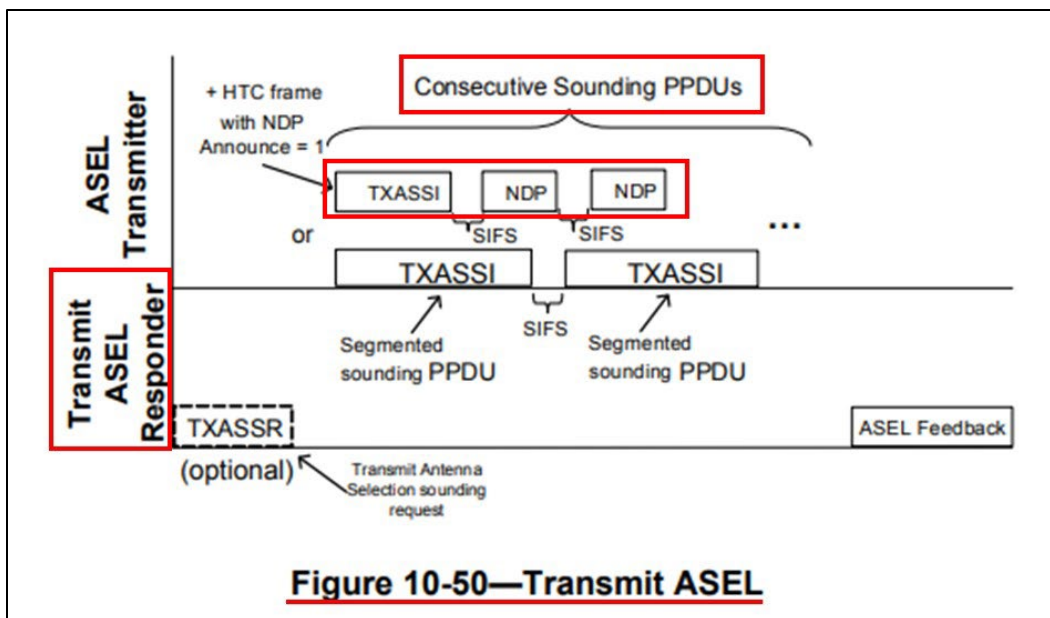 Consecutive Sounding PPDUs
+ HTC frame
with NDP
Announce = 1
ASEL
Transmitter
TXASSI
NDP
NDP
or
SIFS
SIFS
...
TXASSI
TXASSI
SIFS
Segmented
sounding PPDU
Segmented
sounding PPDU
Transmit
ASEL
Responder
TXASSR
ASEL Feedback
(optional)
Transmit Antenna
Selection sounding
request
Figure 10-50—Transmit ASEL